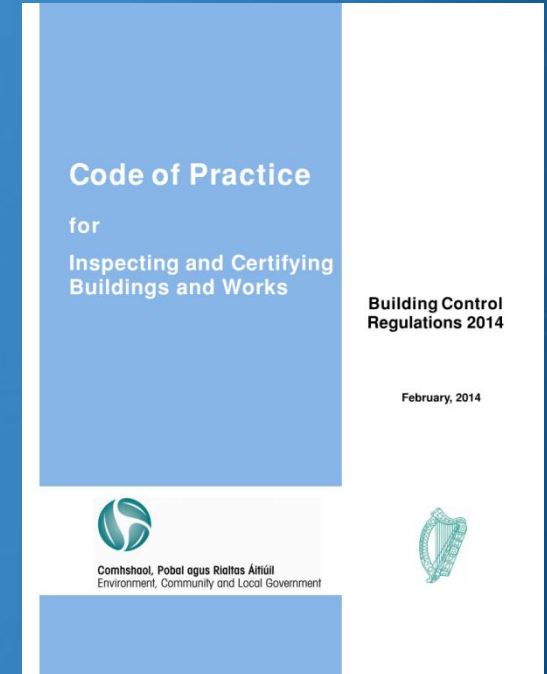 Code of Practice
for
Inspecting and Certifying
Buildings and Works
Building Control
Regulations 2014
February, 2014
Comhshaol, Pobal agus Rialtas Áitiúil
Environment, Community and Local Government